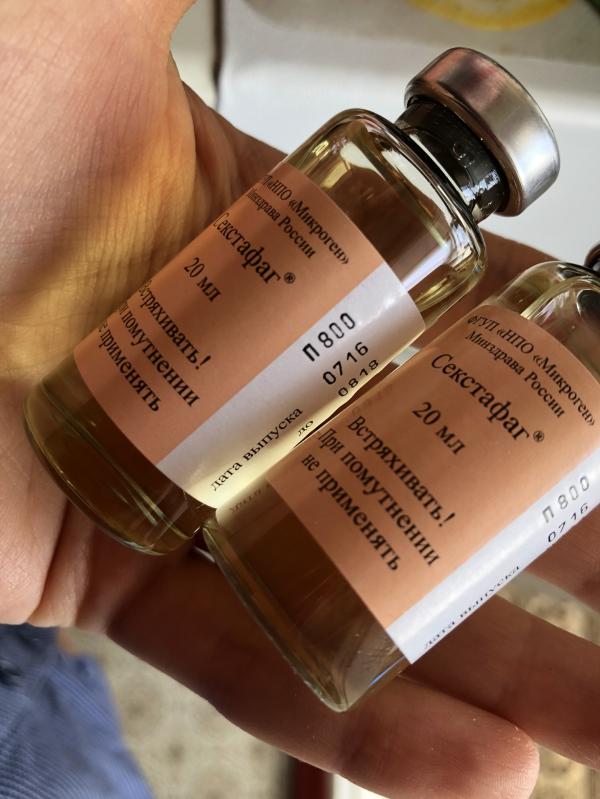 «НПО «Микроген»
Минздрава России
Секстафаг®
20 мл
Встряхивать!
При помутнении
не применять
П 800
0716
0818
дата выпуска
до
ФГУП «НПО «Микроген»
Минздрава России
Секстафаг®
20 мл
Встряхивать!
При помутнении
не применять
П 800
0716
дата выпуска